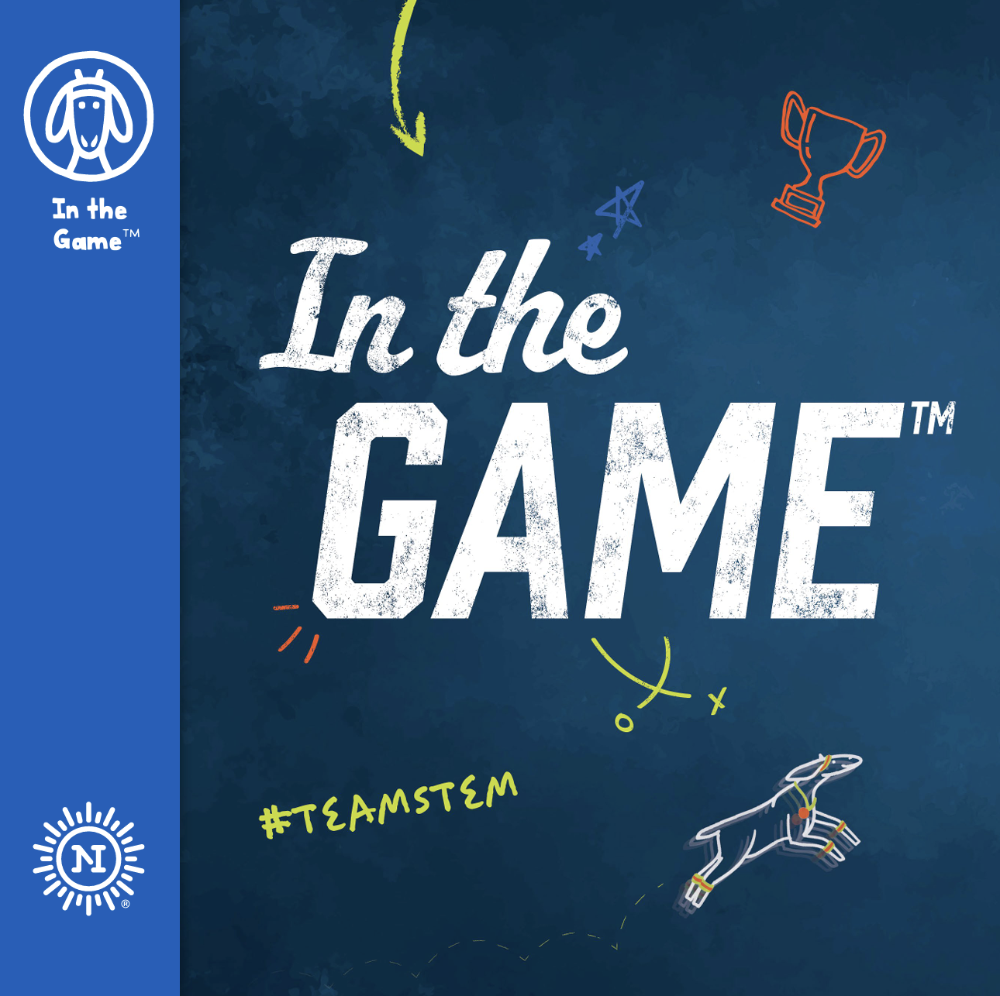 In the
Game™
In the
GAME™
#TEAMSTEM
O
X
N
®